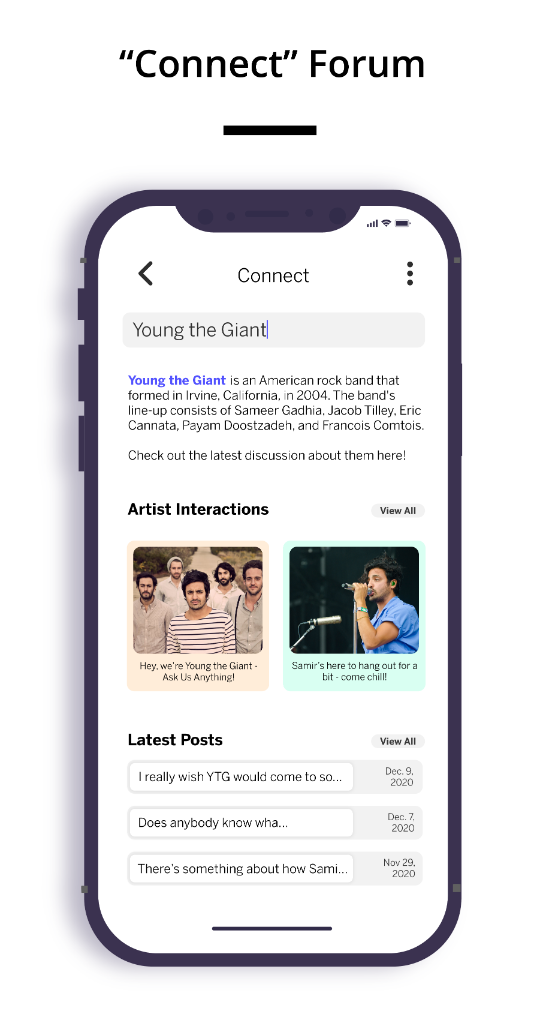 “Connect” Forum
Connect
Young the Giant
Young the Giant is an American rock band that
formed in Irvine, California, in 2004. The band's
line-up consists of Sameer Gadhia, Jacob Tilley, Eric
Cannata, Payam Doostzadeh, and Francois Comtois.
Check out the latest discussion about them here!
Artist Interactions
View All
Hey, we're Young the Giant -
Ask Us Anything!
Samir's here to hang out for a
bit - come chill!
Latest Posts
View All
I really wish YTG would come to so...
Dec. 9,
2020
Does anybody know wha...
Dec. 7,
2020
There's something about how Sami...
Nov 29,
2020